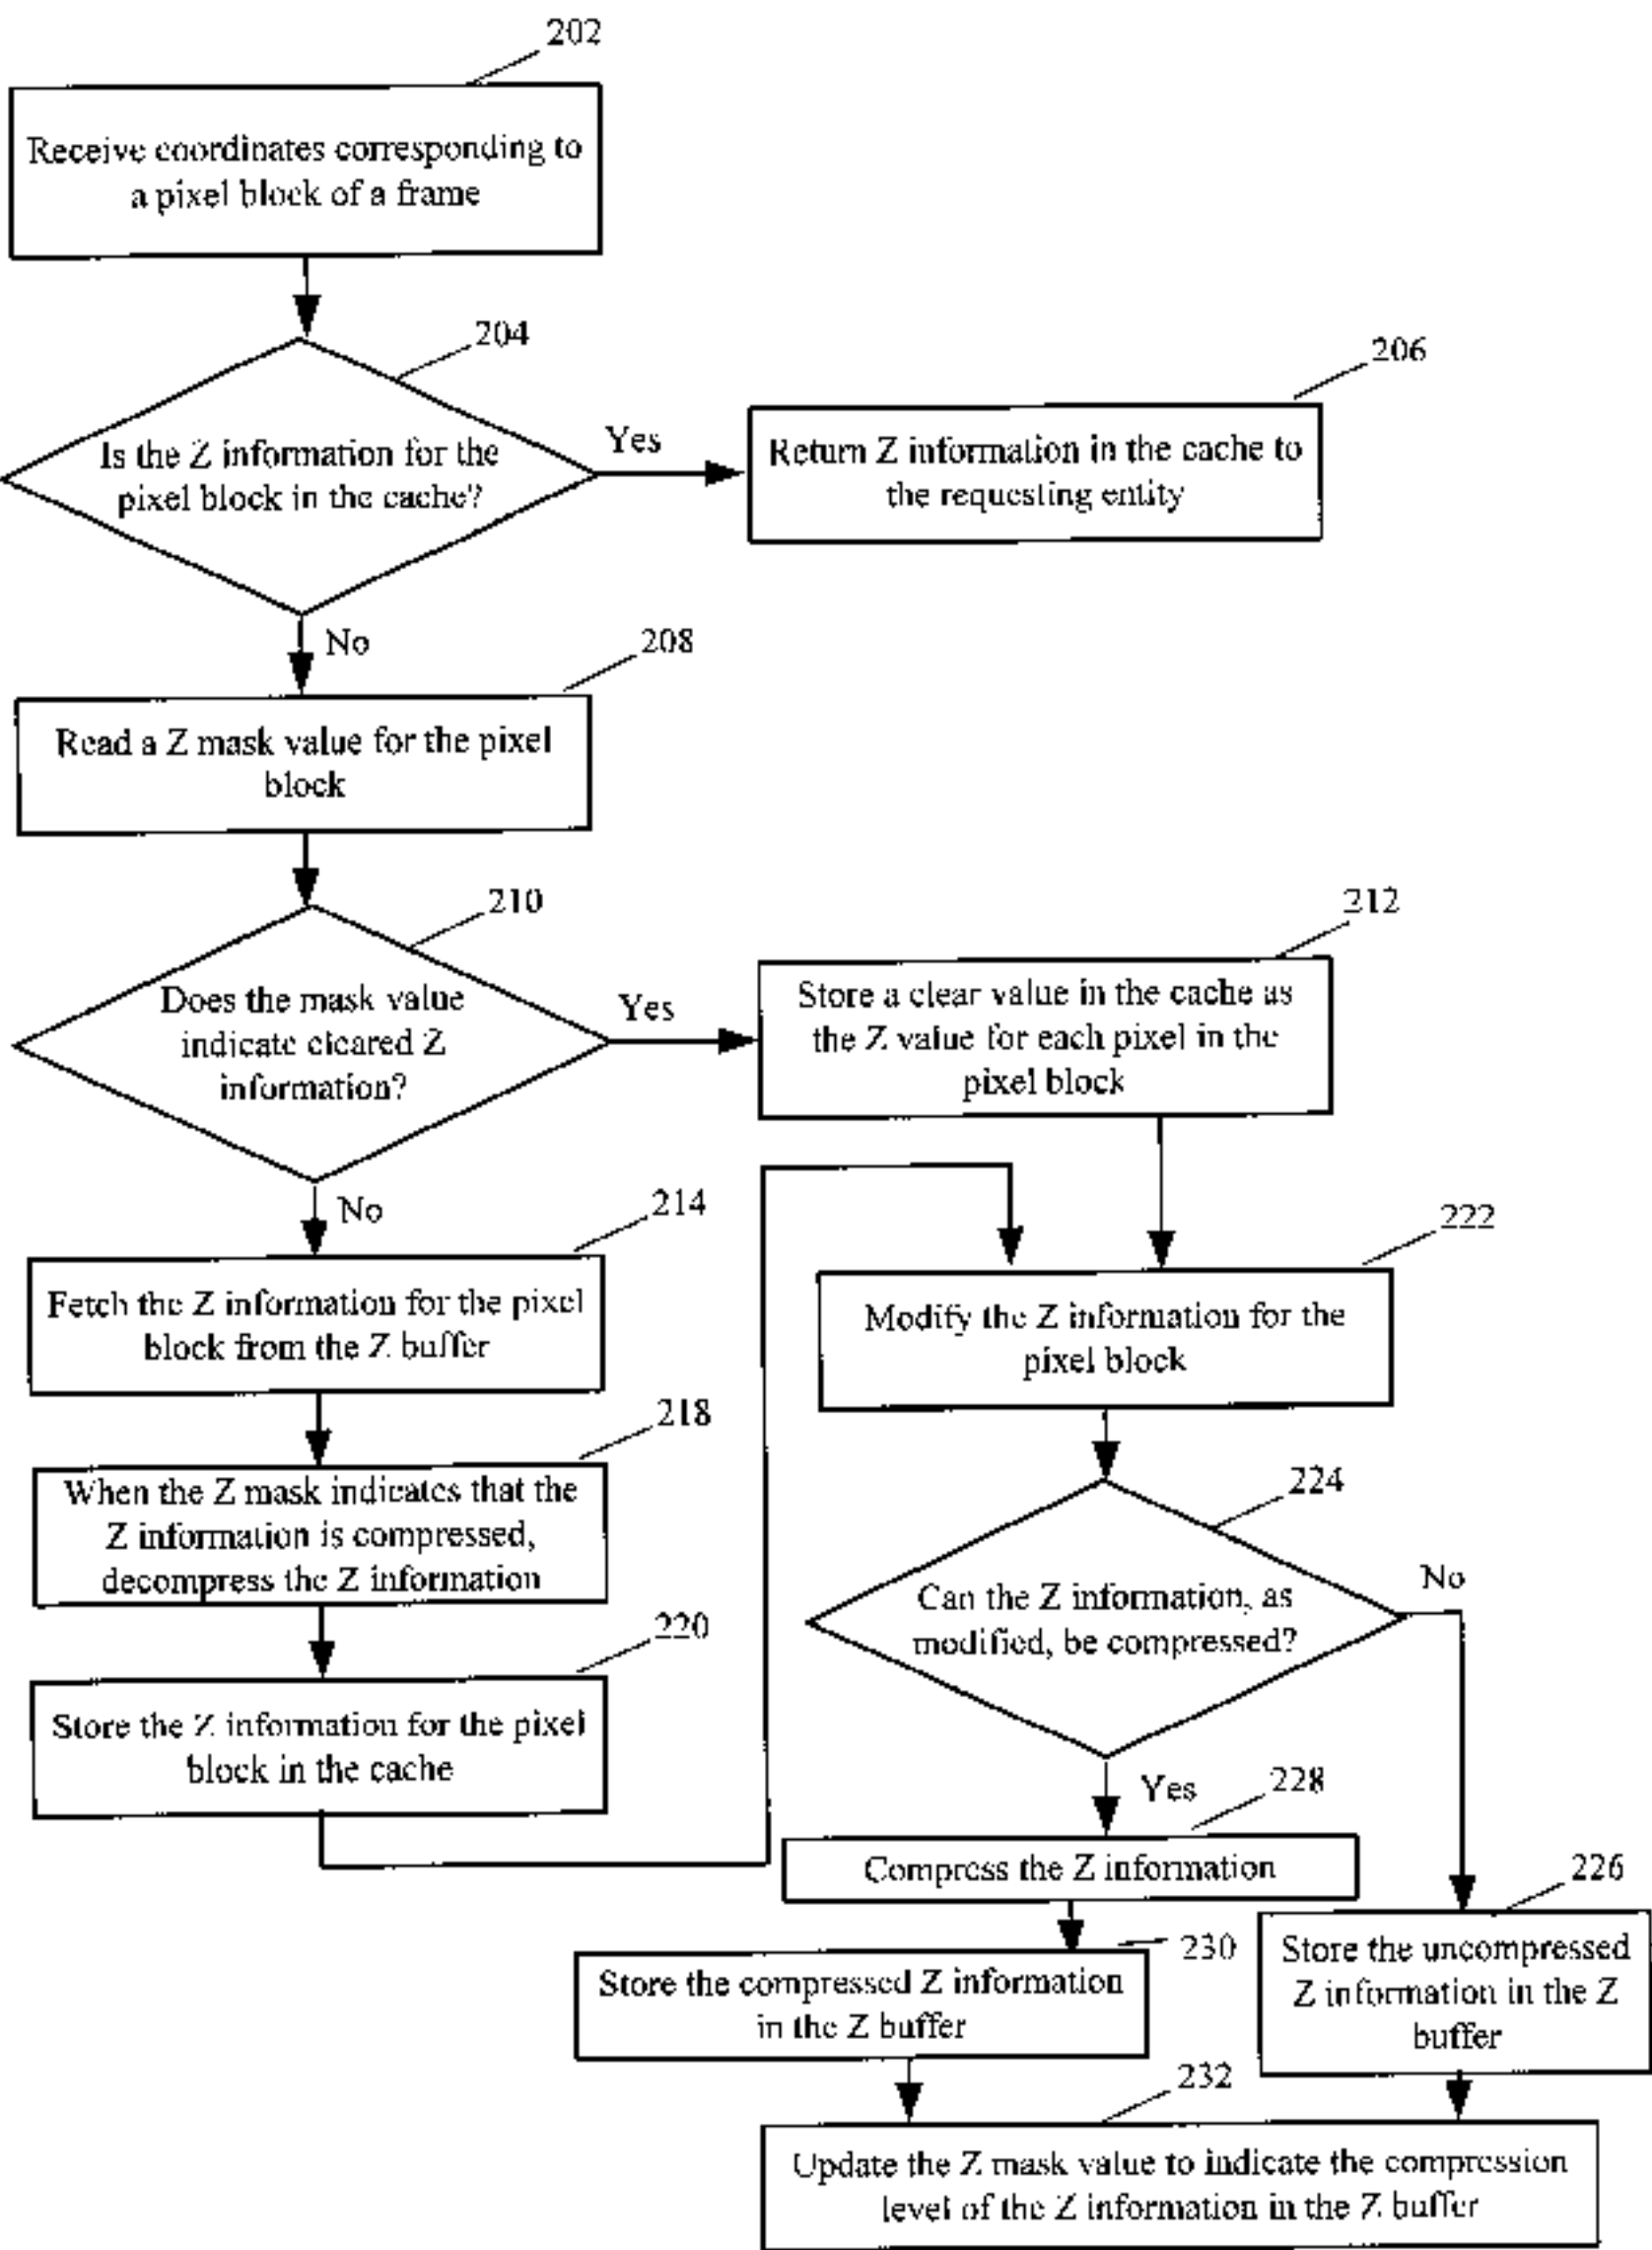 202
Receive coordinates corresponding to
a pixel block of a frame
204
Is the Z information for the
pixel block in the cache?
Yes
206
Return Z information in the cache to
the requesting entity
No
208
Read a Z mask value for the pixel
block
210
Does the mask value
indicate cleared Z
information?
Yes
212
Store a clear value in the cache as
the Z value for each pixel in the
pixel block
No
214
Fetch the Z information for the pixel
block from the Z buffer
218
When the Z mask indicates that the
Z information is compressed,
decompress the Z information
220
Store the Z information for the pixel
block in the cache
222
Modify the Z information for the
pixel block
224
Can the Z information, as
modified, be compressed?
No
Yes
228
Compress the Z information
226
Store the uncompressed
Z information in the Z
buffer
230
Store the compressed Z information
in the Z buffer
232
Update the Z mask value to indicate the compression
level of the Z information in the Z buffer